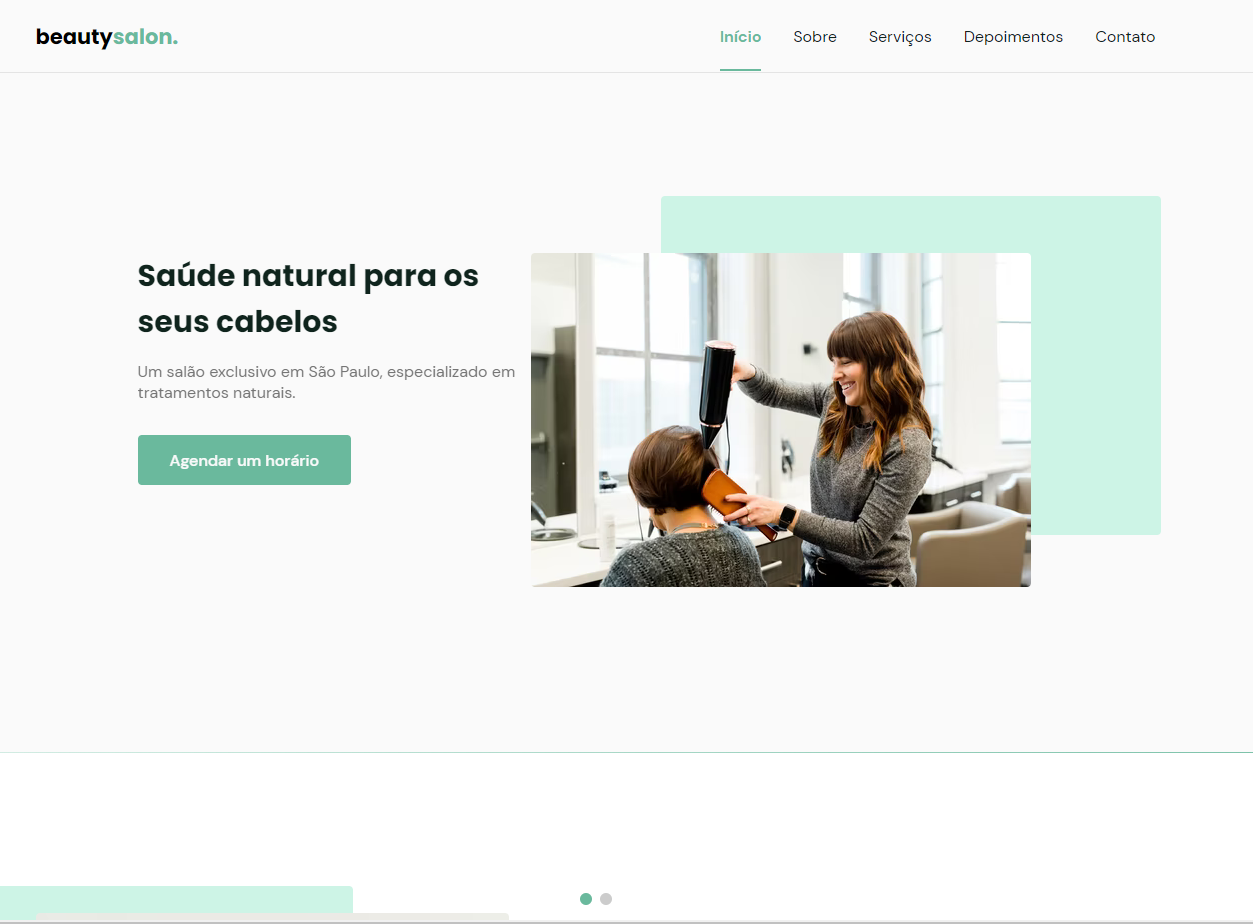 beautysalon.
Início
Sobre
Serviços
Depoimentos
Contato
Saúde natural para os
seus cabelos
Um salão exclusivo em São Paulo, especializado em
tratamentos naturais.
Agendar um horário